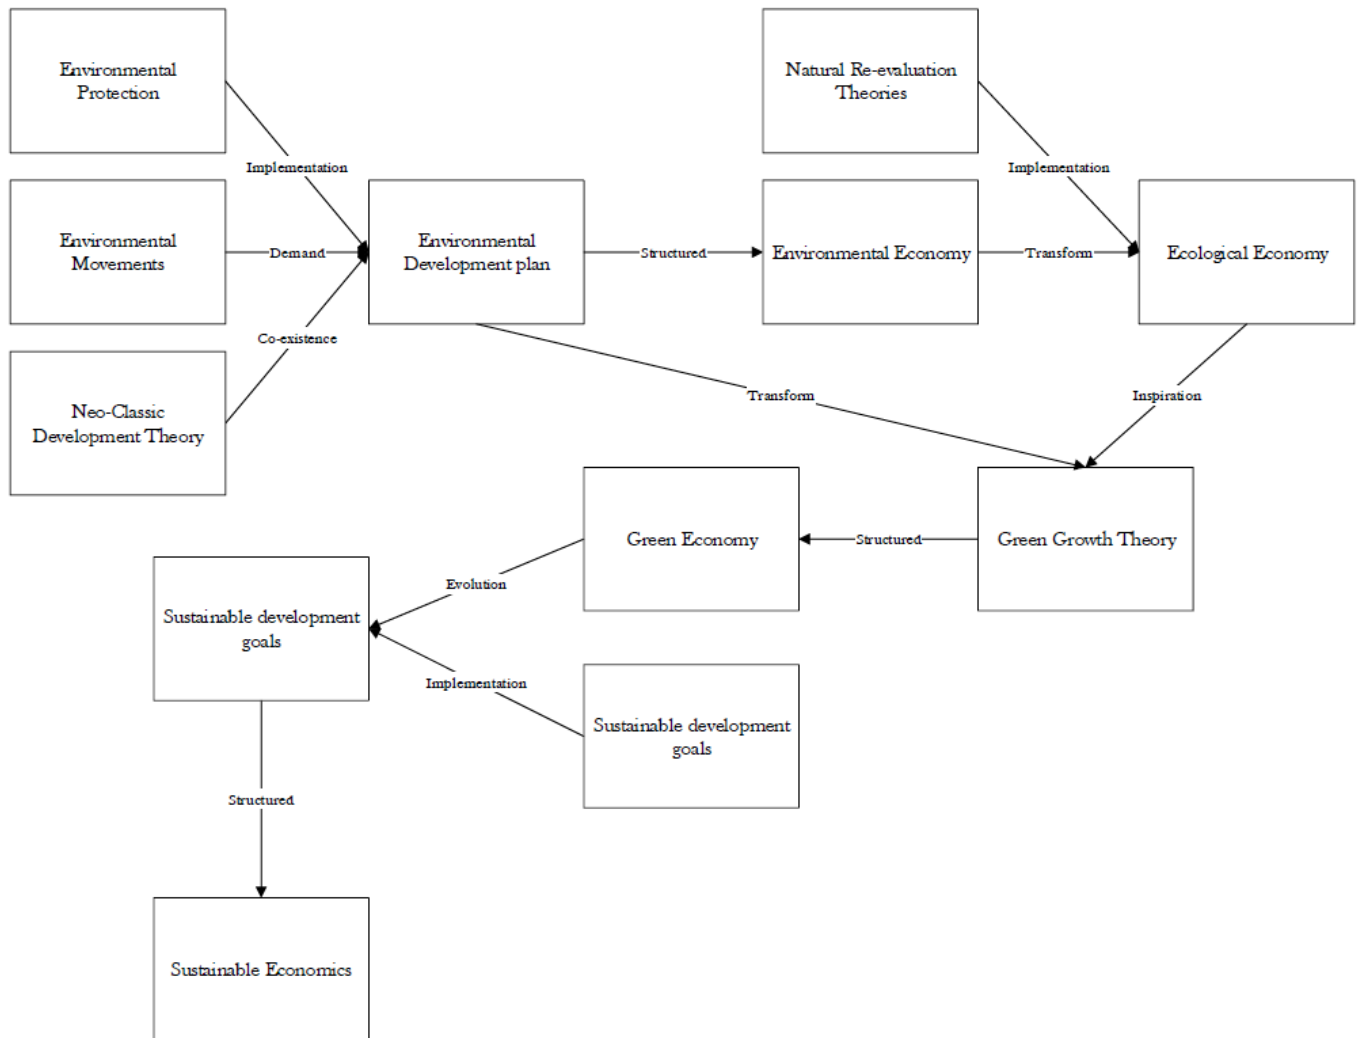 Environmental
Protection
Natural Re-evaluation
Theories
Implementation
Implementation
Environmental
Movements
Demand
Environmental
Development plan
Structured
Environmental Economy
Transform
Ecological Economy
Co-existence
Neo-Classic
Development Theory
Transform
Inspiration
Green Economy
Structured
Green Growth Theory
Evolution
Sustainable development
goals
Implementation
Sustainable development
goals
Structured
Sustainable Economics